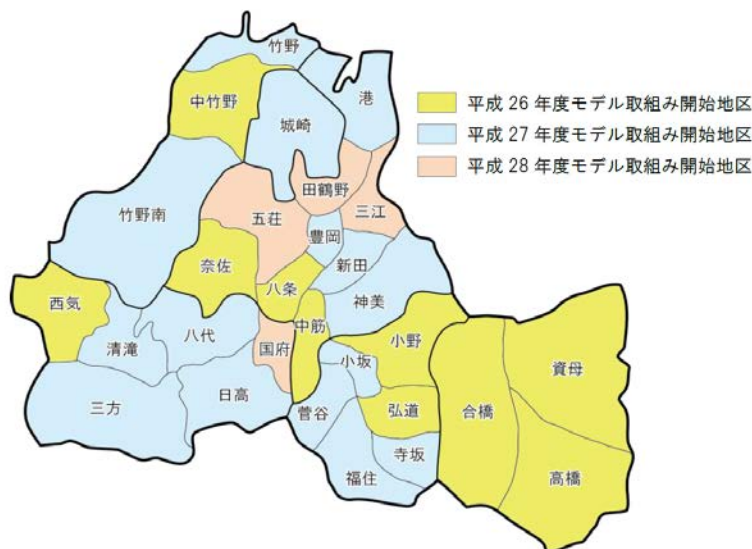 竹野
港
中竹野
城崎
平成 26 年度モデル取組み開始地区
平成 27 年度モデル取組み開始地区
平成 28 年度モデル取組み開始地区
田鶴野
三江
竹野南
五荘
豊岡
新田
奈佐
八条
神美
西気
中筋
小野
八代
清滝
国府
小坂
資母
三方
日高
菅谷
弘道
合橋
寺坂
福住
高橋